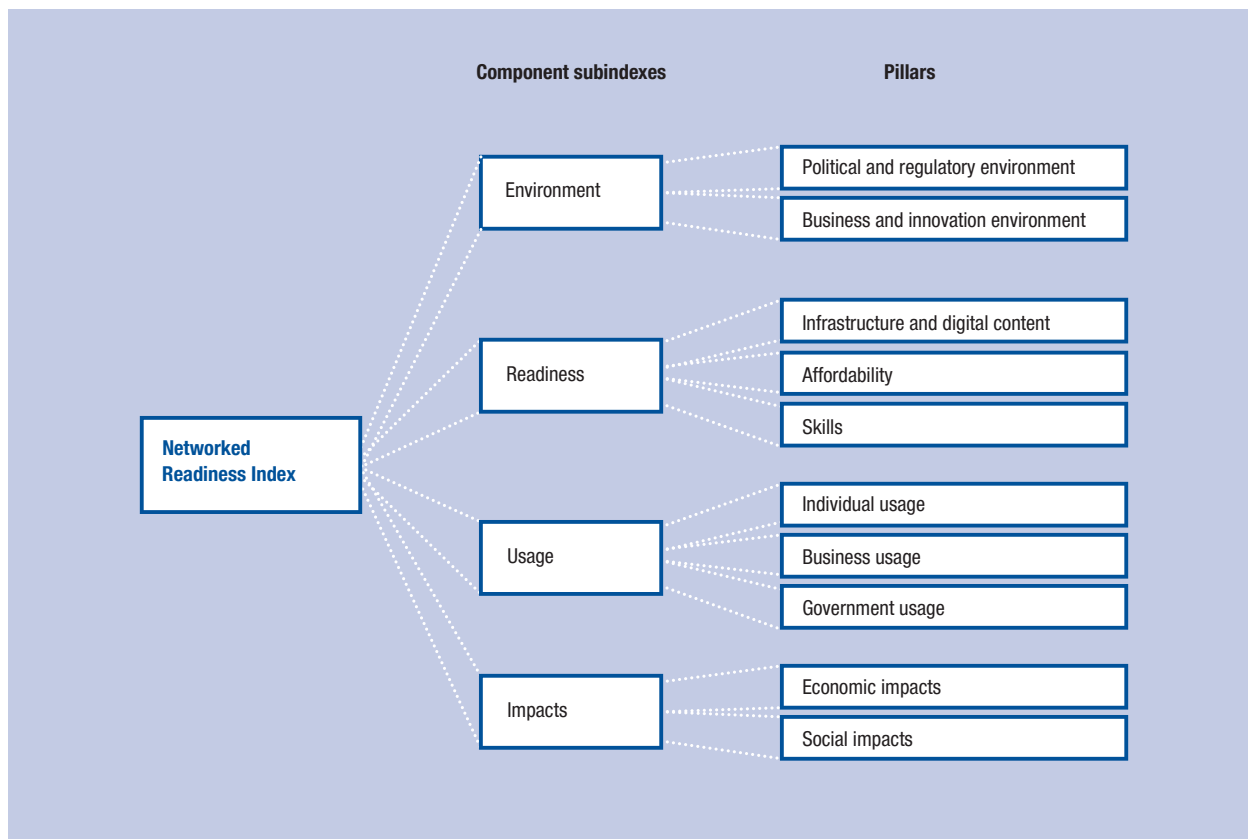 Component subindexes
Pillars
Political and regulatory environment
Environment
Business and innovation environment
Infrastructure and digital content
Readiness
Affordability
Skills
Networked
Readiness Index
Individual usage
Usage
Business usage
Government usage
Economic impacts
Impacts
Social impacts